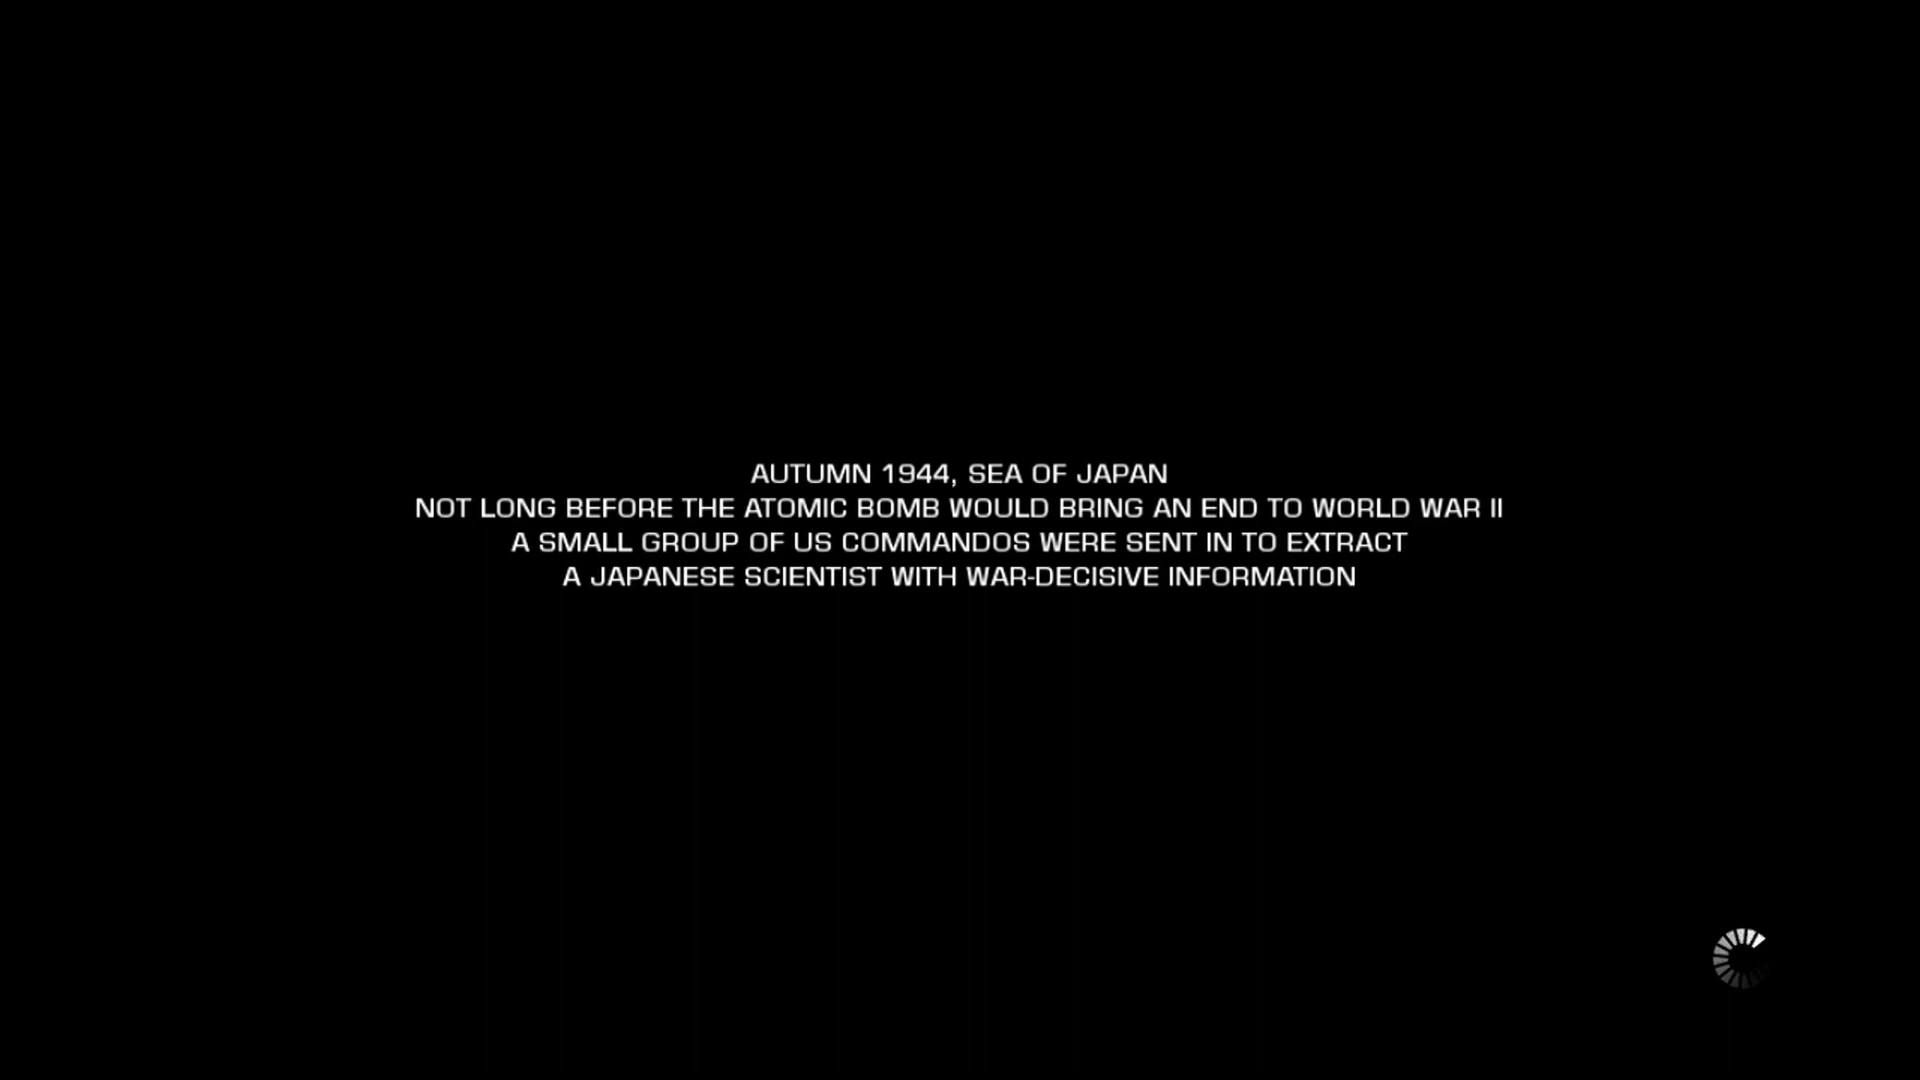 AUTUMN 1944, SEA OF JAPAN
NOT LONG BEFORE THE ATOMIC BOMB WOULD BRING AN END TO WORLD WAR II
A SMALL GROUP OF US COMMANDOS WERE SENT IN TO EXTRACT
A JAPANESE SCIENTIST WITH WAR-DECISIVE INFORMATION